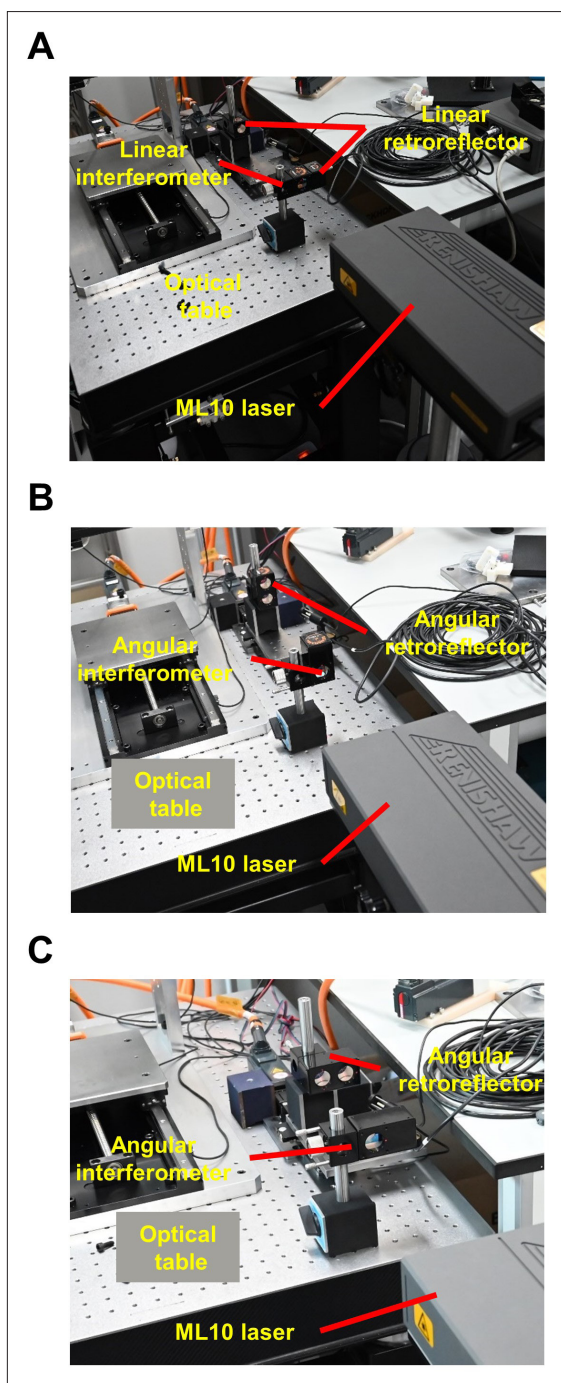 A
Linear
retroreflector
Linear
interferometer
RENISHAW
Optical
table
ML10 laser
B
Angular
retroreflector
Angular
interferometer
RENISHAW
Optical
table
ML10 laser
C
Angular
retroreflector
Angular
interferometer
Optical
table
ML10 laser